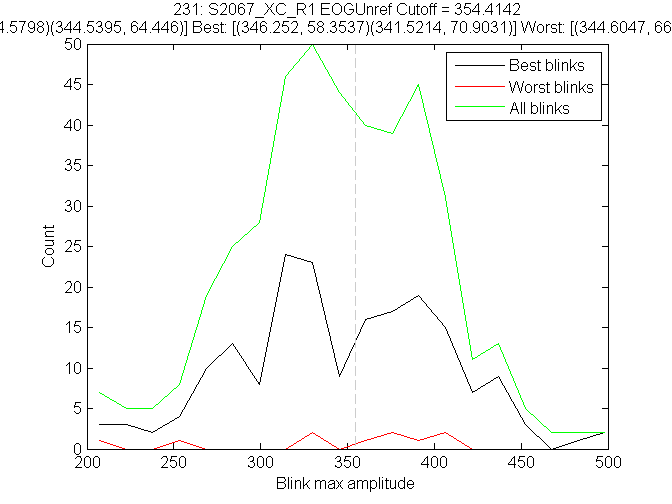 231: S2067_XC_R1 EOGUnref Cutoff = 354.4142
4.5798)(344.5395, 64.446)] Best: [(346.252, 58.3537)(341.5214, 70.9031)] Worst: [(344.6047, 66
50
45
40
35
30
25
20
15
10
5
0
Count
Best blinks
Worst blinks
All blinks
200
250
300
350
400
450
500
Blink max amplitude